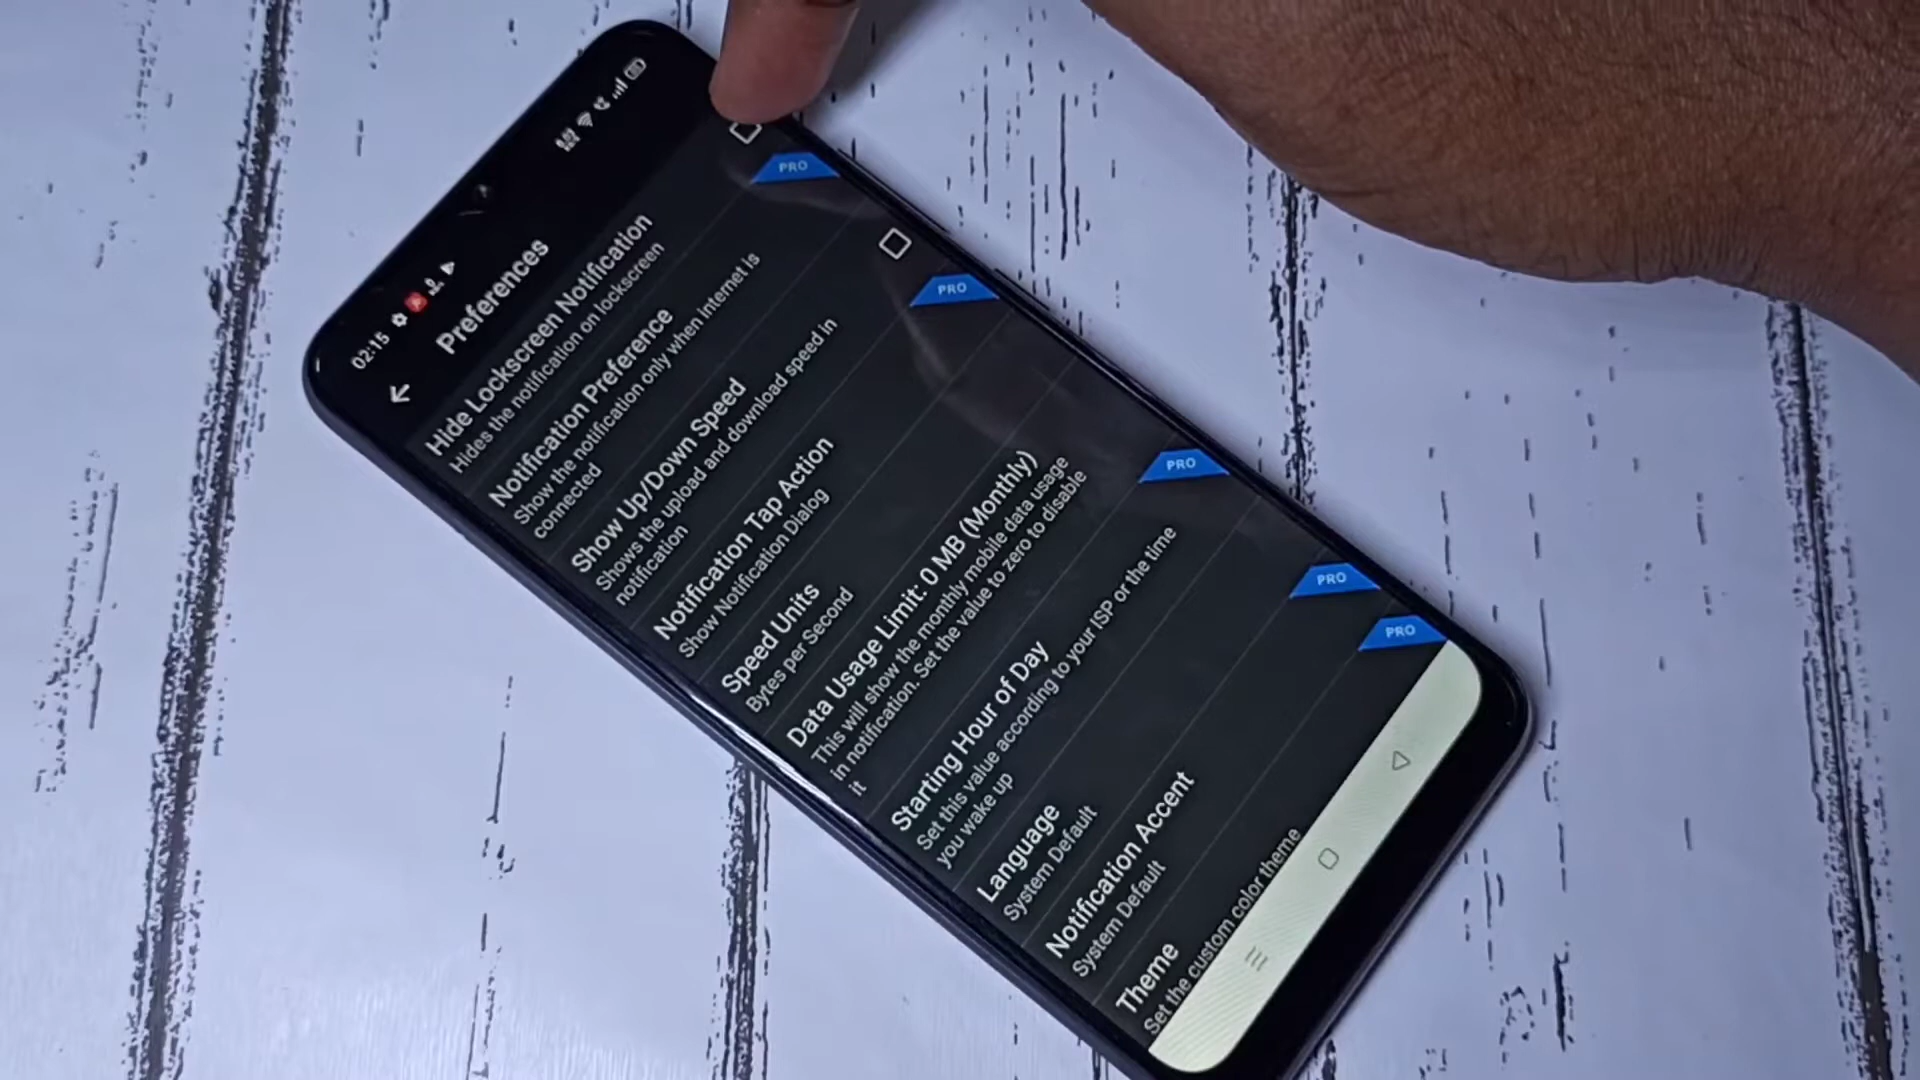 02:15
Preferences
Hide Lockscreen Notification
Hides the notification on lockscreen
PRO
Notification Preference
Show the notification only when internet is
connected
Show Up/Down Speed
Shows the upload and download speed in
notification
PRO
Notification Tap Action
Show Notification Dialog
Speed Units
Bytes per Second
Data Usage Limit: 0 MB (Monthly)
This will show the monthly mobile data usage
in notification. Set the value to zero to disable
it
PRO
Starting Hour of Day
Set this value according to your ISP or the time
you wake up
Language
System Default
PRO
Notification Accent
System Default
PRO
Theme
Set the custom color theme